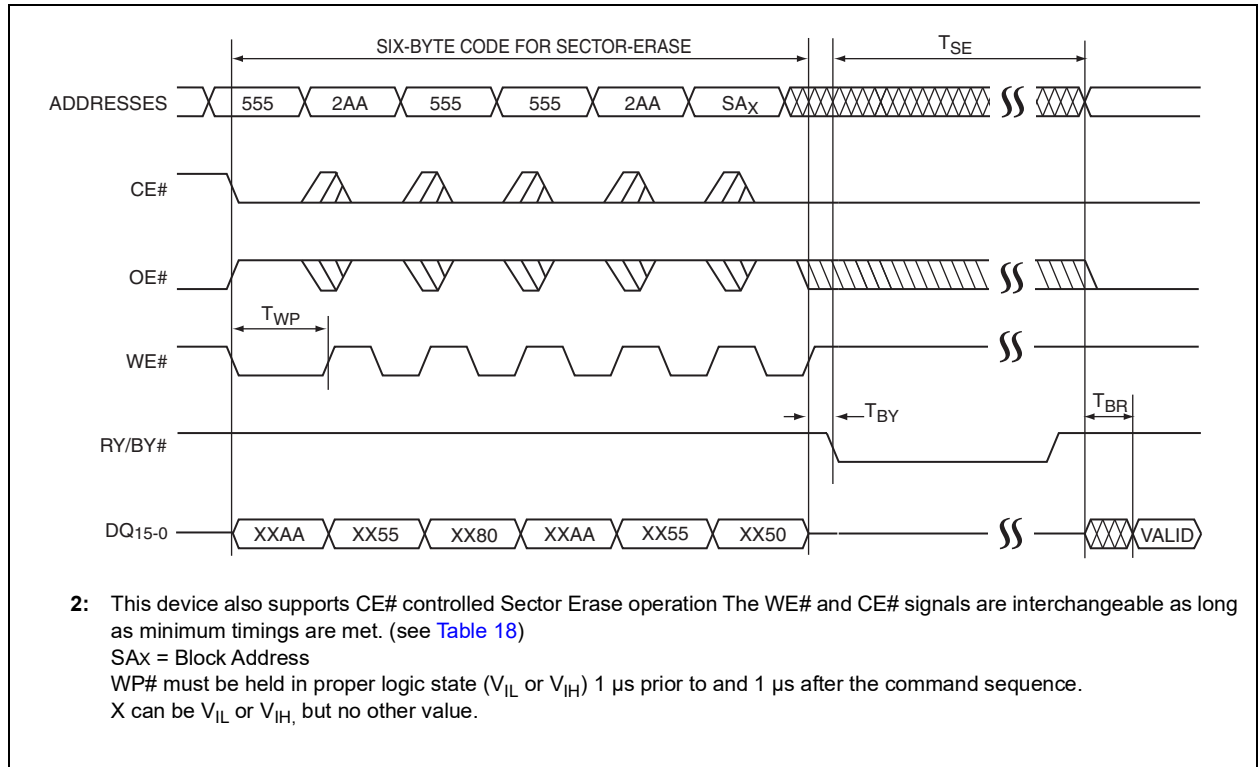 SIX-BYTE CODE FOR SECTOR-ERASE
TSE
ADDRESSES 555 2AA 555 555 2AA SAX
CE#
OE#
TWP
WE#
TBR
TBY
RY/BY#
DQ15-0 XXAA XX55 XX80 XXAA XX55 XX50 VALID
2: This device also supports CE# controlled Sector Erase operation The WE# and CE# signals are interchangeable as long
as minimum timings are met. (see Table 18)
SAX = Block Address
WP# must be held in proper logic state (VIL or VIH) 1 µs prior to and 1 µs after the command sequence.
X can be VIL or VIH, but no other value.